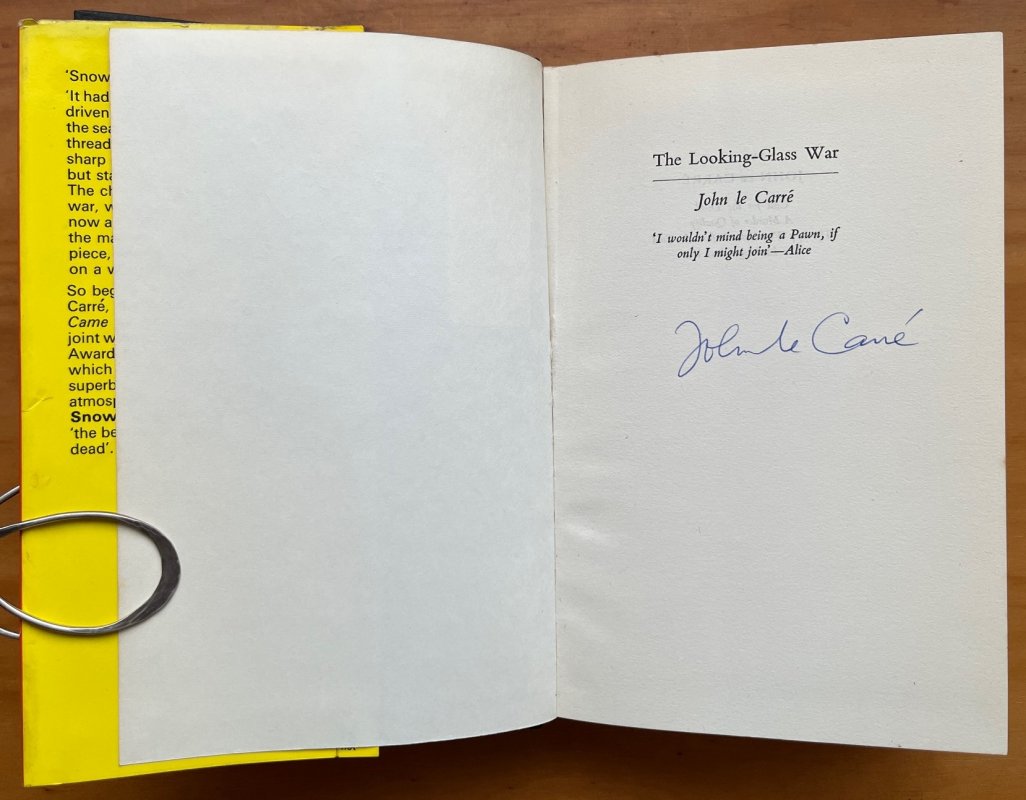 'Snow
'It had
driven
the sea
thread
sharp
but sta
The ch
war, w
now a
the ma
piece,
on a v
So beg
Carré,
Came
joint w
Award
which
superb
atmosp
Snow
'the be
dead'.
The Looking-Glass War
John le Carré
'I wouldn't mind being a Pawn, if
only I might join'—Alice
John le Carré